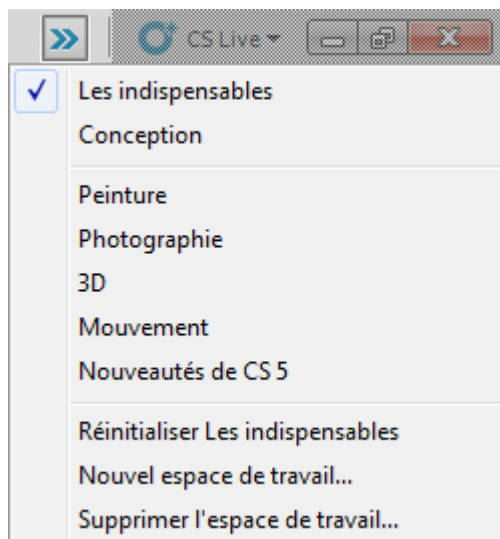 CS Live
Les indispensables
Conception
Peinture
Photographie
3D
Mouvement
Nouveautés de CS 5
Réinitialiser Les indispensables
Nouvel espace de travail...
Supprimer l'espace de travail...